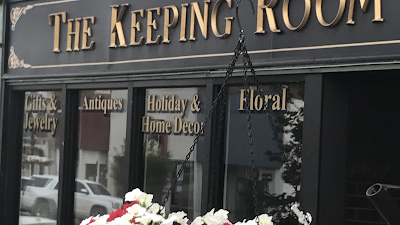 THE KEEPING ROOM
Gifts &
Jewelry
Antiques
Holiday &
Home Decor
Floral